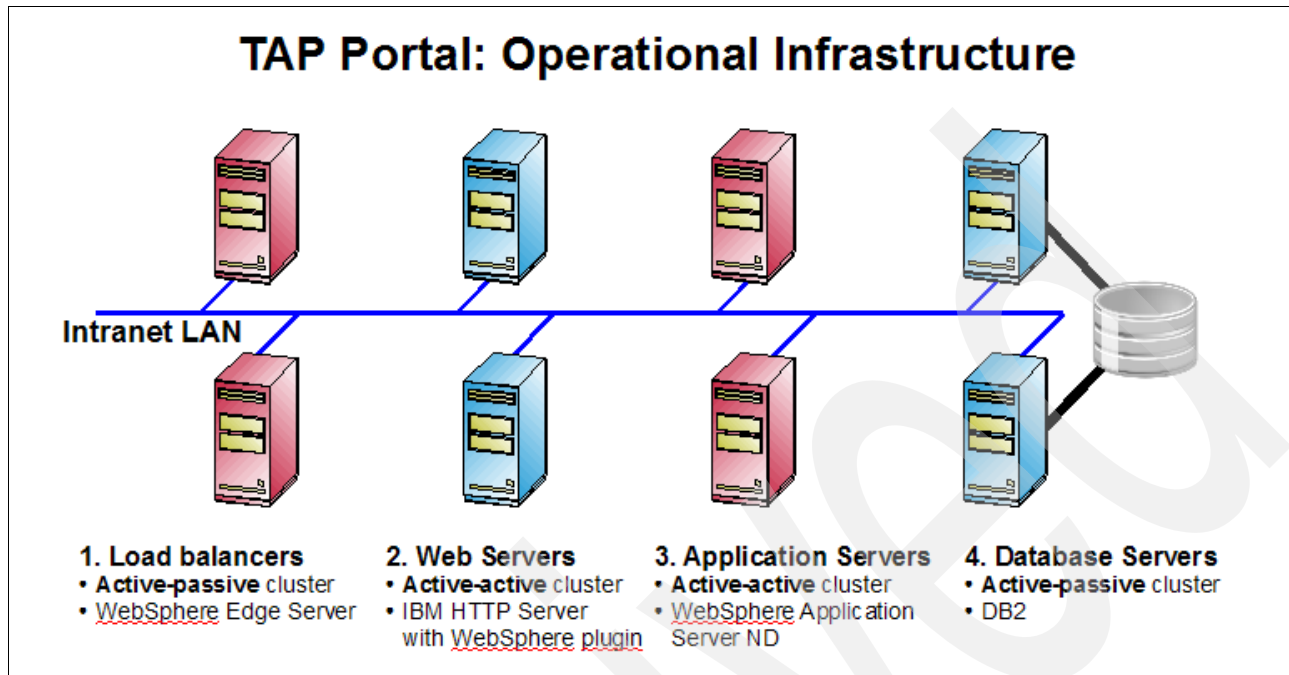 TAP Portal: Operational Infrastructure
Intranet LAN
1. Load balancers
• Active-passive cluster
• WebSphere Edge Server
2. Web Servers
• Active-active cluster
• IBM HTTP Server
with WebSphere plugin
3. Application Servers
• Active-active cluster
• WebSphere Application
Server ND
4. Database Servers
• Active-passive cluster
• DB2